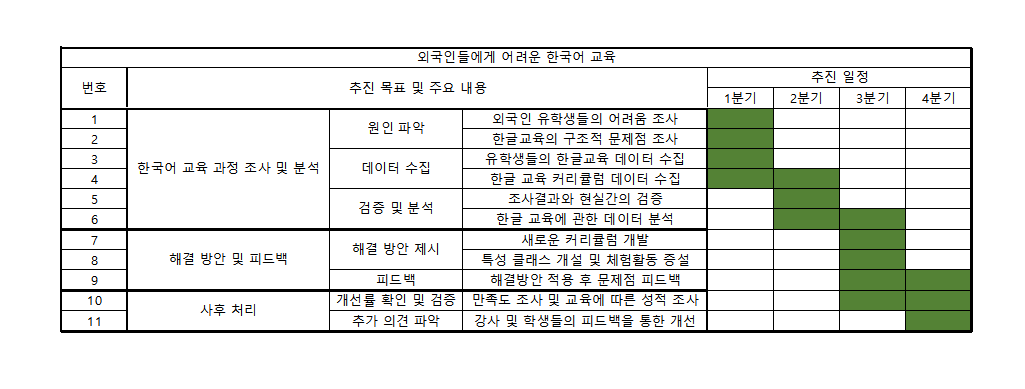 외국인들에게 어려운 한국어 교육
번호
추진 목표 및 주요 내용
추진 일정
1분기 2분기 3분기 4분기
한국어 교육 과정 조사 및 분석
원인 파악
1 외국인 유학생들의 어려움 조사
2 한글교육의 구조적 문제점 조사
데이터 수집
3 유학생들의 한글교육 데이터 수집
4 한글 교육 커리큘럼 데이터 수집
검증 및 분석
5 조사결과와 현실간의 검증
6 한글 교육에 관한 데이터 분석
해결 방안 및 피드백
해결 방안 제시
7 새로운 커리큘럼 개발
8 특성 클래스 개설 및 체험활동 증설
9 피드백 해결방안 적용 후 문제점 피드백
사후 처리
10 개선률 확인 및 검증 만족도 조사 및 교육에 따른 성적 조사
11 추가 의견 파악 강사 및 학생들의 피드백을 통한 개선